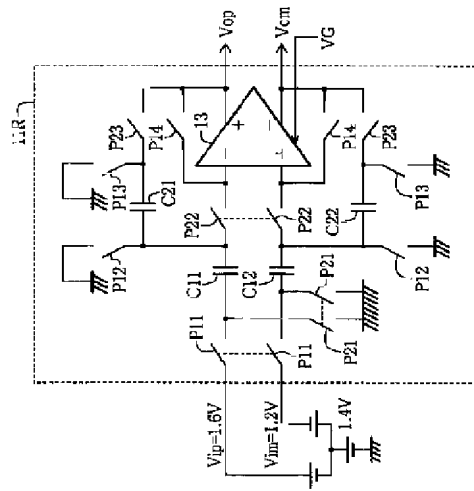 11R
P13
P23
P12
C21
P14
Vop
13
+
−
P22
C11
P11
Vip=1.6V
Vim=1.2V
P11
C12
P22
−
+
Vcm
VG
P21
P21
P14
C22
P23
1.4V
P12
P13